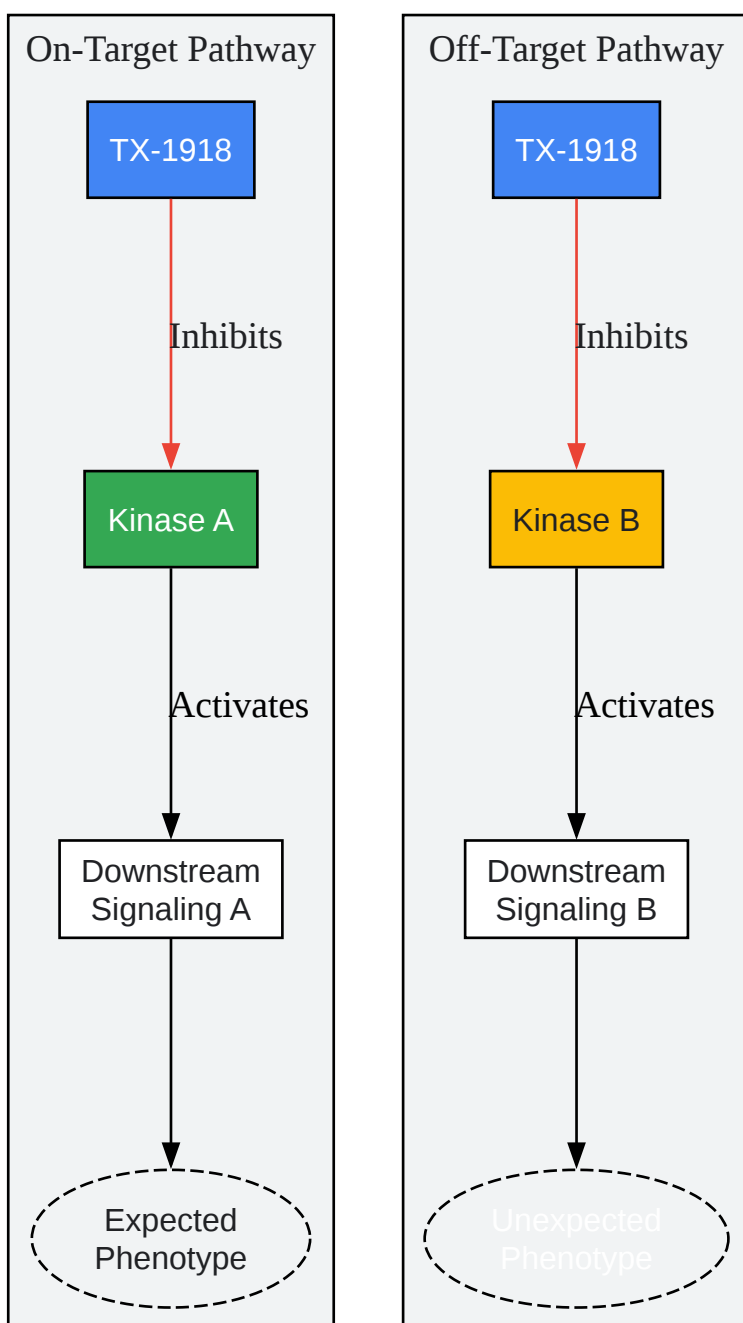 On-Target Pathway
TX-1918
Inhibits
Kinase A
Activates
Downstream
Signaling A
Expected
Phenotype
Off-Target Pathway
TX-1918
Inhibits
Kinase B
Activates
Downstream
Signaling B
Unexpected
Phenotype